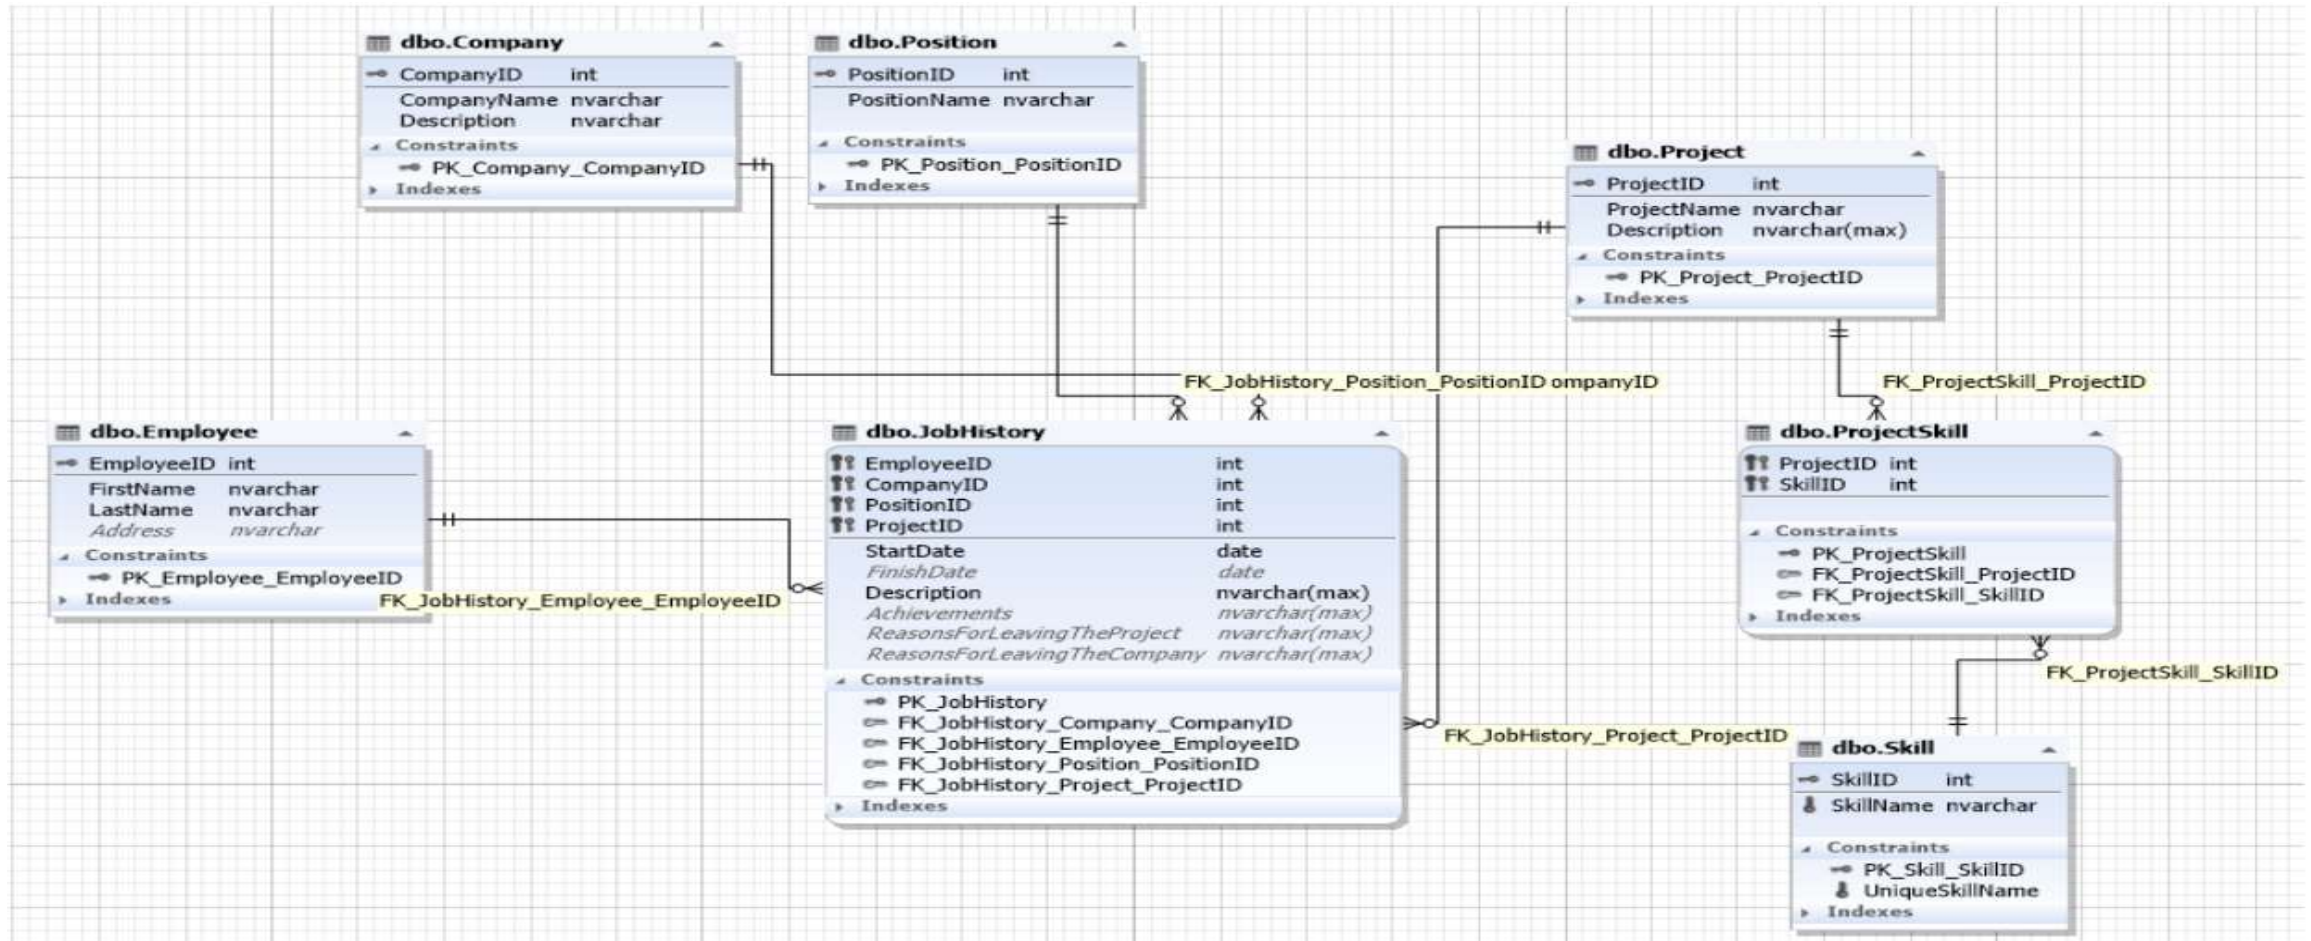 dbo.Company
CompanyID int
CompanyName nvarchar
Description nvarchar
Constraints
PK_Company_CompanyID
Indexes
dbo.Position
PositionID int
PositionName nvarchar
Constraints
PK_Position_PositionID
Indexes
dbo.Project
ProjectID int
ProjectName nvarchar
Description nvarchar(max)
Constraints
PK_Project_ProjectID
Indexes
FK_JobHistory_Position_PositionID ompanyID
FK_ProjectSkill_ProjectID
dbo.Employee
EmployeeID int
FirstName nvarchar
LastName nvarchar
Address nvarchar
Constraints
PK_Employee_EmployeeID
Indexes
FK_JobHistory_Employee_EmployeeID
dbo.JobHistory
EmployeeID int
CompanyID int
PositionID int
ProjectID int
StartDate date
FinishDate date
Description nvarchar(max)
Achievements nvarchar(max)
ReasonsForLeavingTheProject nvarchar(max)
ReasonsForLeavingTheCompany nvarchar(max)
Constraints
PK_JobHistory
FK_JobHistory_Company_CompanyID
FK_JobHistory_Employee_EmployeeID
FK_JobHistory_Position_PositionID
FK_JobHistory_Project_ProjectID
Indexes
FK_JobHistory_Project_ProjectID
dbo.ProjectSkill
ProjectID int
SkillID int
Constraints
PK_ProjectSkill
FK_ProjectSkill_ProjectID
FK_ProjectSkill_SkillID
Indexes
FK_ProjectSkill_SkillID
dbo.Skill
SkillID int
SkillName nvarchar
Constraints
PK_Skill_SkillID
UniqueSkillName
Indexes